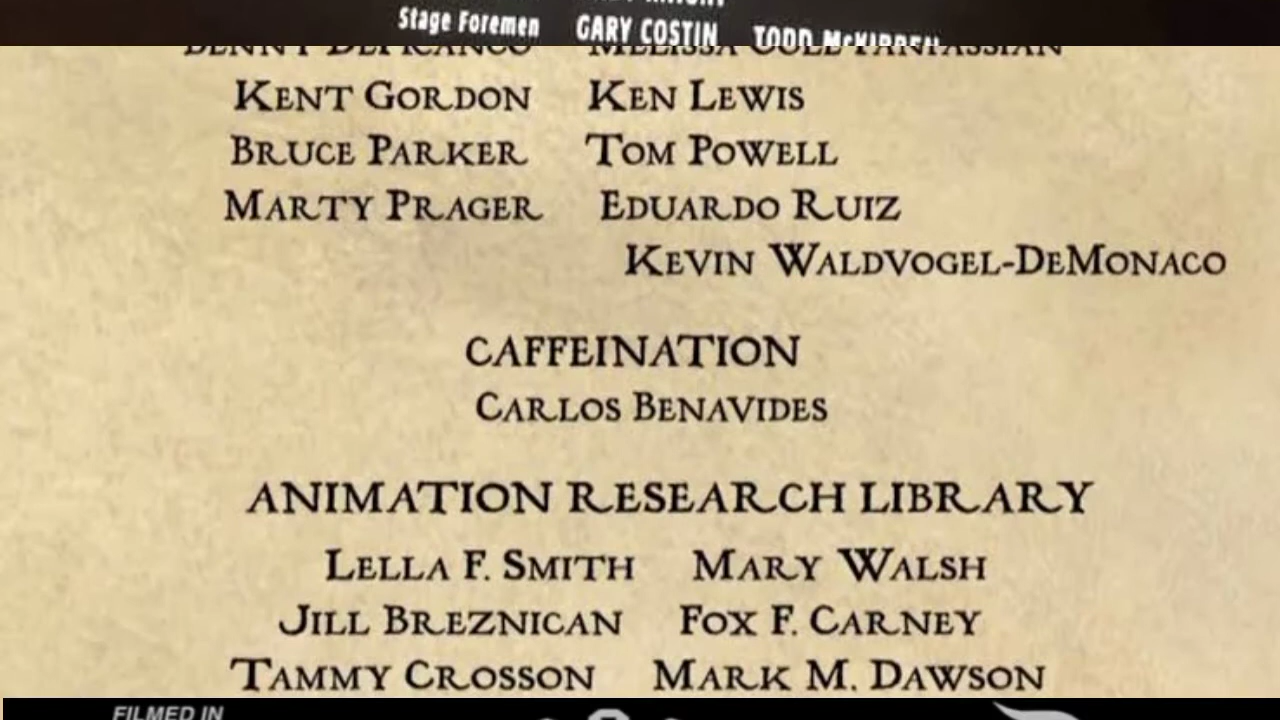 Stage Foremen GARY COSTIN TODD McKIBBEN
KENT GORDON KEN LEWIS
BRUCE PARKER TOM POWELL
MARTY PRAGER EDUARDO RUIZ
KEVIN WALDVOGEL-DEMONACO
CAFFEINATION
CARLOS BENAVIDES
ANIMATION RESEARCH LIBRARY
LELLA F. SMITH MARY WALSH
JILL BREZNICAN FOX F. CARNEY
TAMMY CROSSON MARK M. DAWSON
FILMED IN